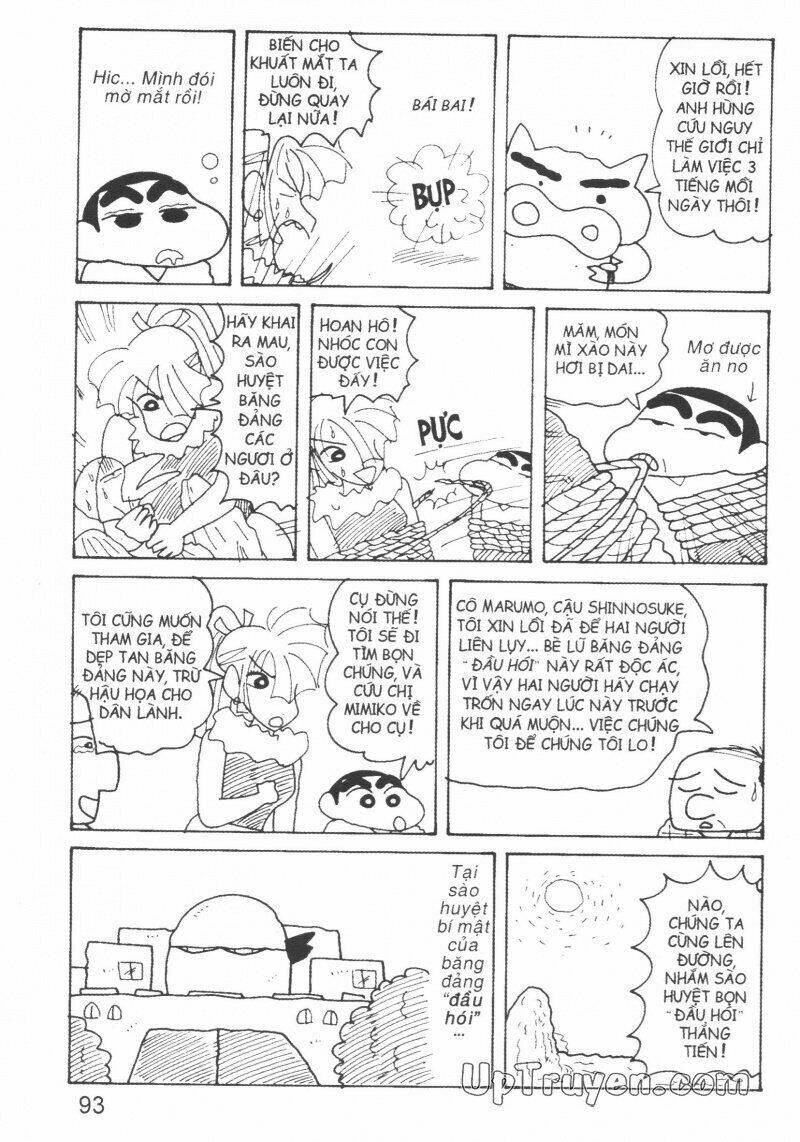 XIN LỖI, HẾT
GIỜ RỒI!
ANH HÙNG
CỨU NGUY
THẾ GIỚI CHỈ
LÀM VIỆC 3
TIẾNG MỖI
NGÀY THÔI!
BIẾN CHO
KHUẤT MẮT TA
LUÔN ĐI,
ĐỪNG QUAY
LẠI NỮA!
BÁI BAI!
BỤP
Hic... Mình đói
mờ mắt rồi!
MĂM, MÓN
MÌ XÀO NÀY
HƠI BỊ DAI...
Mơ được
ăn no
HOAN HÔ!
NHÓC CON
ĐƯỢC VIỆC
ĐẤY!
PỰC
HÃY KHAI
RA MAU,
SÀO
HUYỆT
BĂNG
ĐẢNG
CÁC
NGƯƠI Ở
ĐÂU?
CÔ MARUMO, CẬU SHINNOSUKE,
TÔI XIN LỖI ĐÃ ĐỂ HAI NGƯỜI
LIÊN LỤY... BÈ LŨ BĂNG ĐẢNG
"ĐẦU HÓI" NÀY RẤT ĐỘC ÁC,
VÌ VẬY HAI NGƯỜI HÃY CHẠY
TRỐN NGAY LÚC NÀY TRƯỚC
KHI QUÁ MUỘN... VIỆC CHÚNG
TÔI ĐỂ CHÚNG TÔI LO!
CỤ ĐỪNG
NÓI THẾ!
TÔI SẼ ĐI
TÌM BỌN
CHÚNG, VÀ
CỨU CHỊ
MIMIKO VỀ
CHO CỤ!
TÔI CŨNG MUỐN
THAM GIA, ĐỂ
DẸP TAN BĂNG
ĐẢNG NÀY, TRỪ
HẬU HỌA CHO
DÂN LÀNH.
NÀO,
CHÚNG TA
CÙNG LÊN
ĐƯỜNG,
NHẮM SÀO
HUYỆT BỌN
"ĐẦU HÓI"
THẲNG
TIẾN!
Tại
sào
huyệt
bí mật
của
băng
đảng
"đầu
hói"
...
UpTruyen.com
93